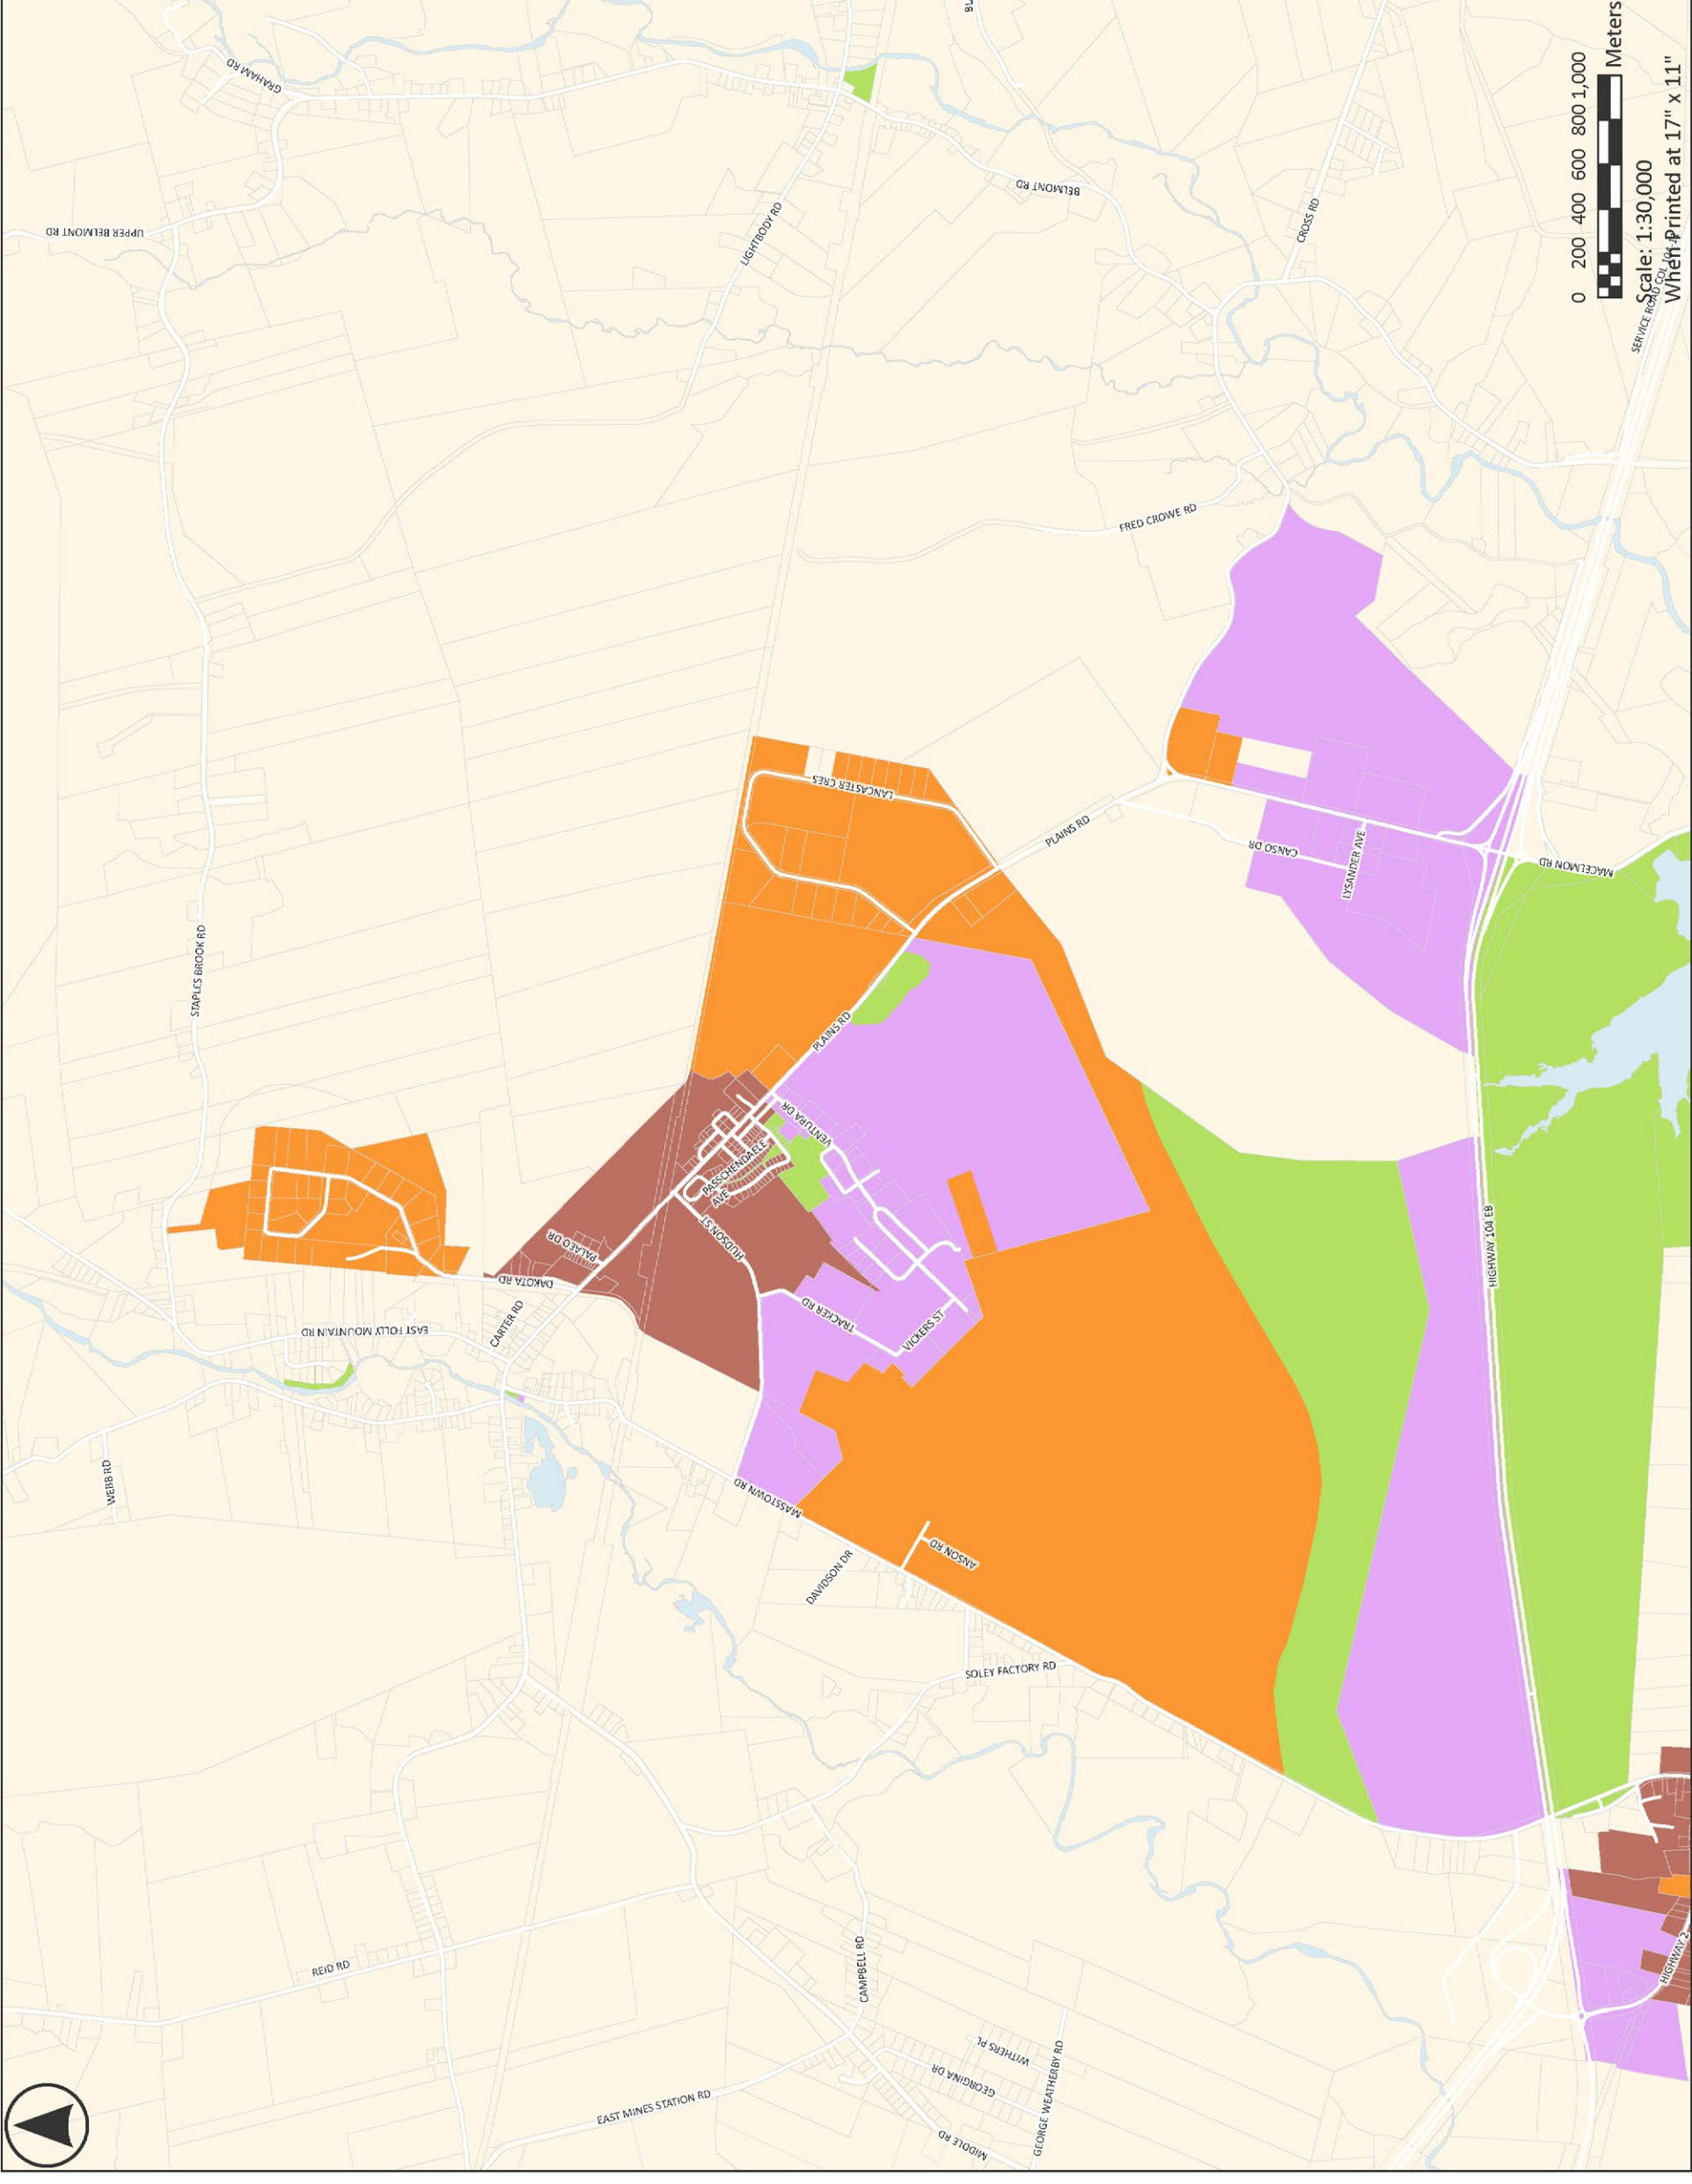 GRAHAM RD
BU
UPPER BELMONT RD
LIGHTBODY RD
BELMONT RD
CROSS RD
0 200 400 600 800 1,000
Meters
Scale: 1:30,000
When Printed at 17" x 11"
FRED CROWE RD
LANCASTER CRES
PLAINS RD
CANSO DR
LYSANDER AVE
MACELMON RD
STAPLES BROOK RD
PLAINS RD
VENTURA DR
PASSCHENDAELE
AVE
HUDSON ST
PALAEO DR
DAKOTA RD
CARTER RD
EAST FOLLY MOUNTAIN RD
TRACKER RD
VICKERS ST
HIGHWAY 104 EB
WEBB RD
MASSTOWN RD
DAVIDSON DR
ANSON RD
SOLEY FACTORY RD
REID RD
CAMPBELL RD
WITHERS PL
GEORGINA DR
GEORGE WEATHERBY RD
EAST MINES STATION RD
MIDDLE RD
HIGHWAY 2
SERVICE ROAD COL